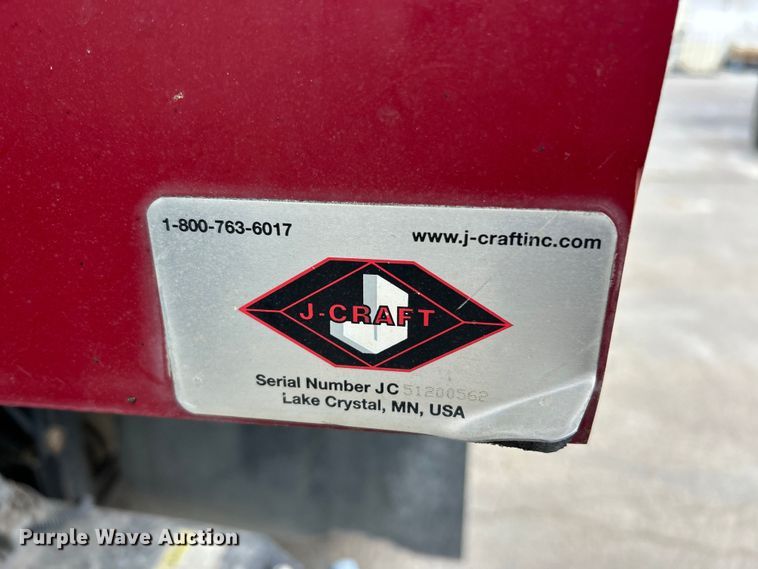 1-800-763-6017 www.j-craftinc.com
J-CRAFT
Serial Number JC 51200562
Lake Crystal, MN, USA
Purple Wave Auction